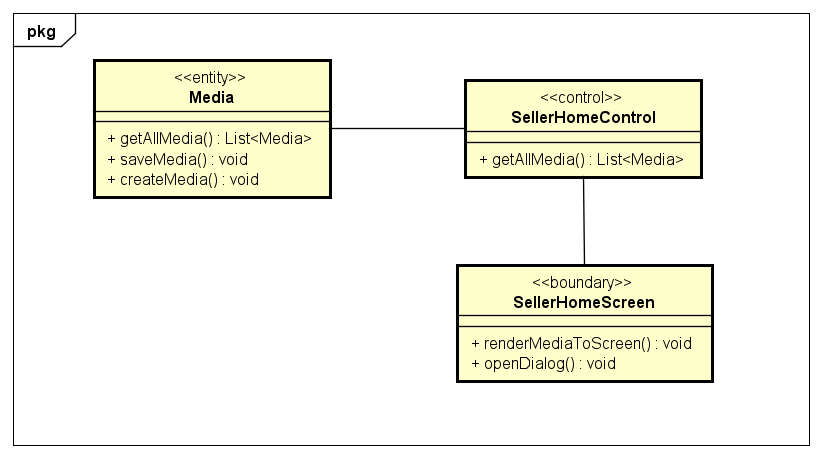 pkg
<<entity>>
Media
+ getAllMedia() : List<Media>
+ saveMedia() : void
+ createMedia() : void
<<control>>
SellerHomeControl
+ getAllMedia() : List<Media>
<<boundary>>
SellerHomeScreen
+ renderMediaToScreen() : void
+ openDialog() : void